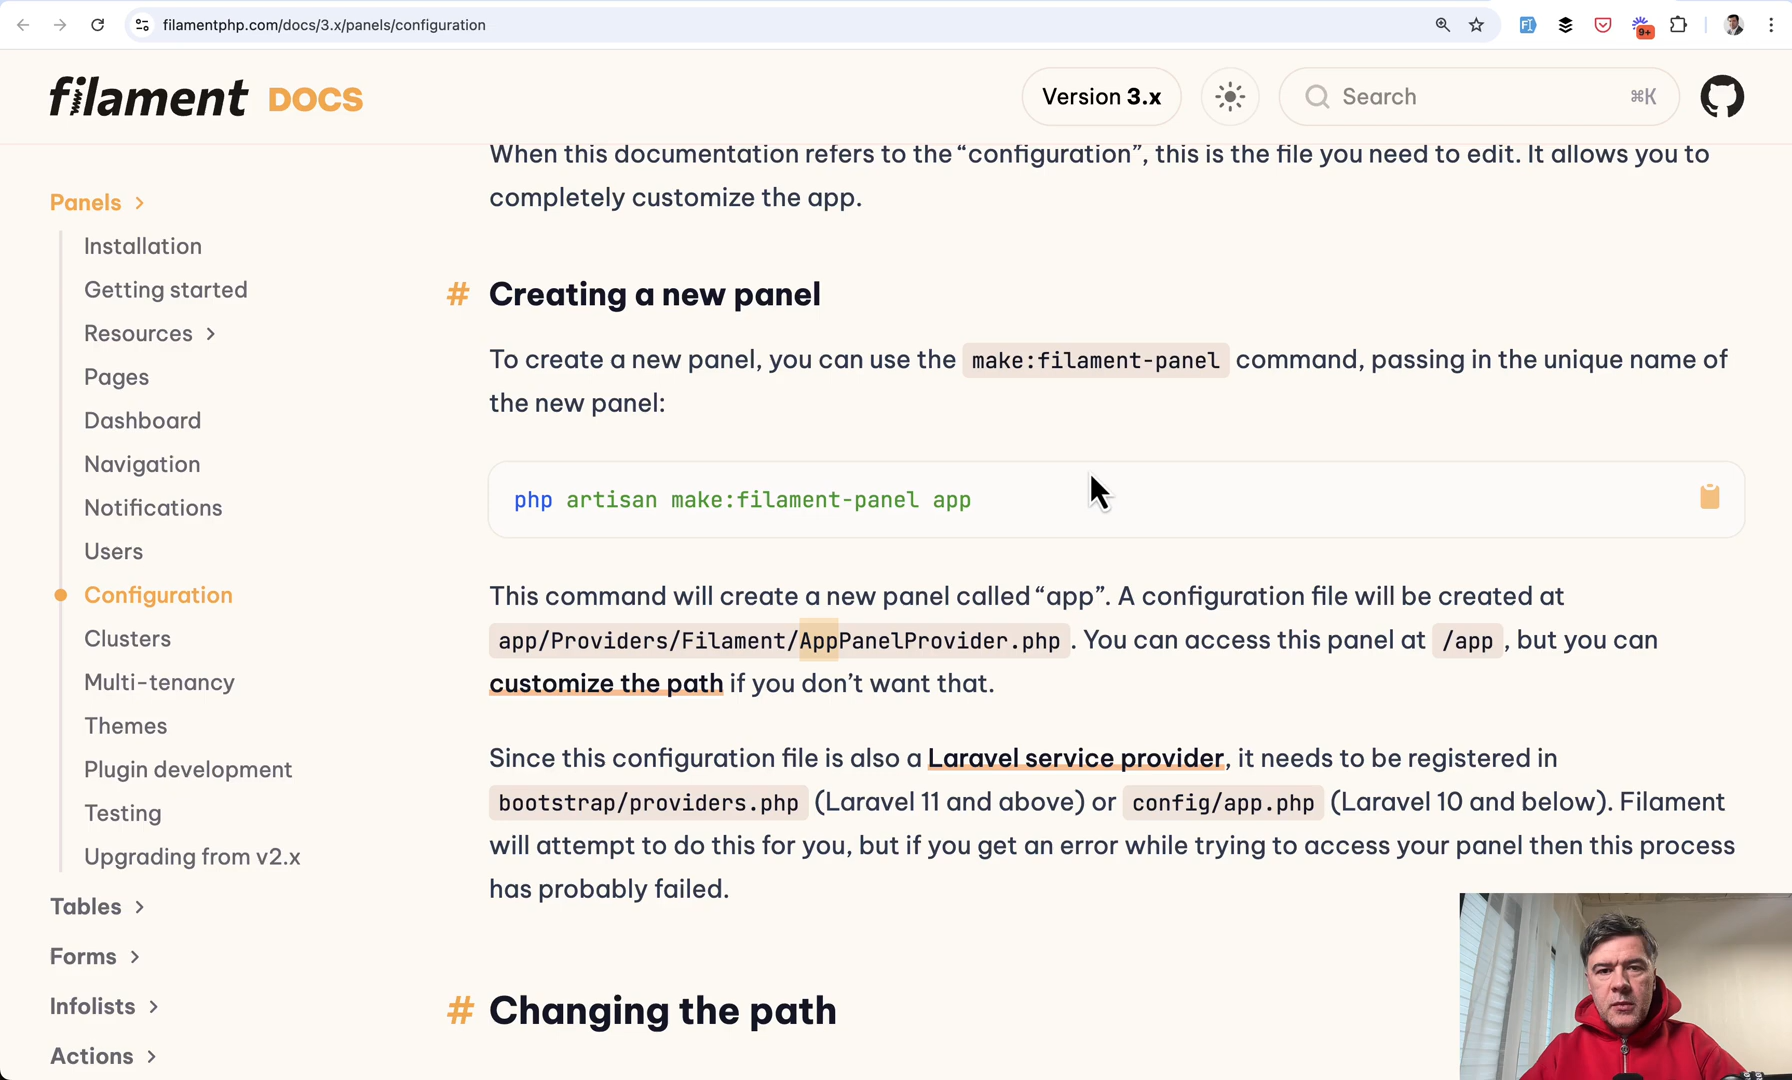 filamentphp.com/docs/3.x/panels/configuration
9+
filament DOCS
Version 3.x
Search
⌘K
Panels
Installation
Getting started
Resources
Pages
Dashboard
Navigation
Notifications
Users
Configuration
Clusters
Multi-tenancy
Themes
Plugin development
Testing
Upgrading from v2.x
Tables
Forms
Infolists
Actions
When this documentation refers to the “configuration”, this is the file you need to edit. It allows you to
completely customize the app.
# Creating a new panel
To create a new panel, you can use the make:filament-panel command, passing in the unique name of
the new panel:
php artisan make:filament-panel app
This command will create a new panel called “app”. A configuration file will be created at
app/Providers/Filament/AppPanelProvider.php. You can access this panel at /app, but you can
customize the path if you don’t want that.
Since this configuration file is also a Laravel service provider, it needs to be registered in
bootstrap/providers.php (Laravel 11 and above) or config/app.php (Laravel 10 and below). Filament
will attempt to do this for you, but if you get an error while trying to access your panel then this process
has probably failed.
# Changing the path